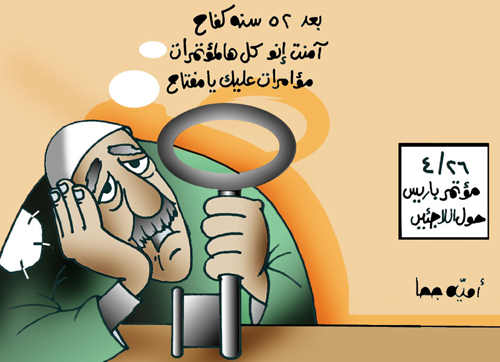 بعد ٥٢ سنه كفاح
آمنت إنو كل هالمؤتمرات
مؤامرات عليك يا مفتاح
٤/٢٦
مؤتمر باريس
حول اللاجئين
أميّه جحا